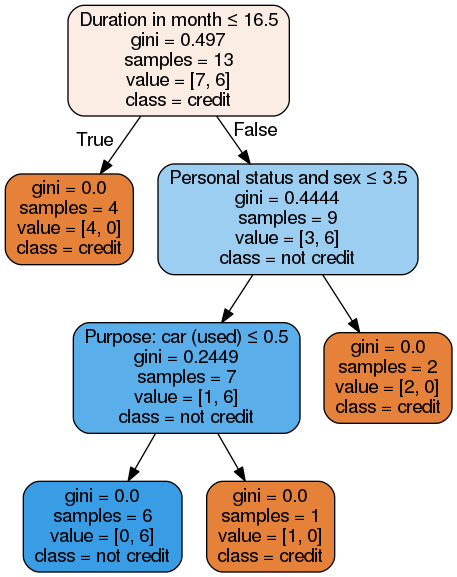 Duration in month ≤ 16.5
gini = 0.497
samples = 13
value = [7, 6]
class = credit
True
False
gini = 0.0
samples = 4
value = [4, 0]
class = credit
Personal status and sex ≤ 3.5
gini = 0.4444
samples = 9
value = [3, 6]
class = not credit
Purpose: car (used) ≤ 0.5
gini = 0.2449
samples = 7
value = [1, 6]
class = not credit
gini = 0.0
samples = 2
value = [2, 0]
class = credit
gini = 0.0
samples = 6
value = [0, 6]
class = not credit
gini = 0.0
samples = 1
value = [1, 0]
class = credit